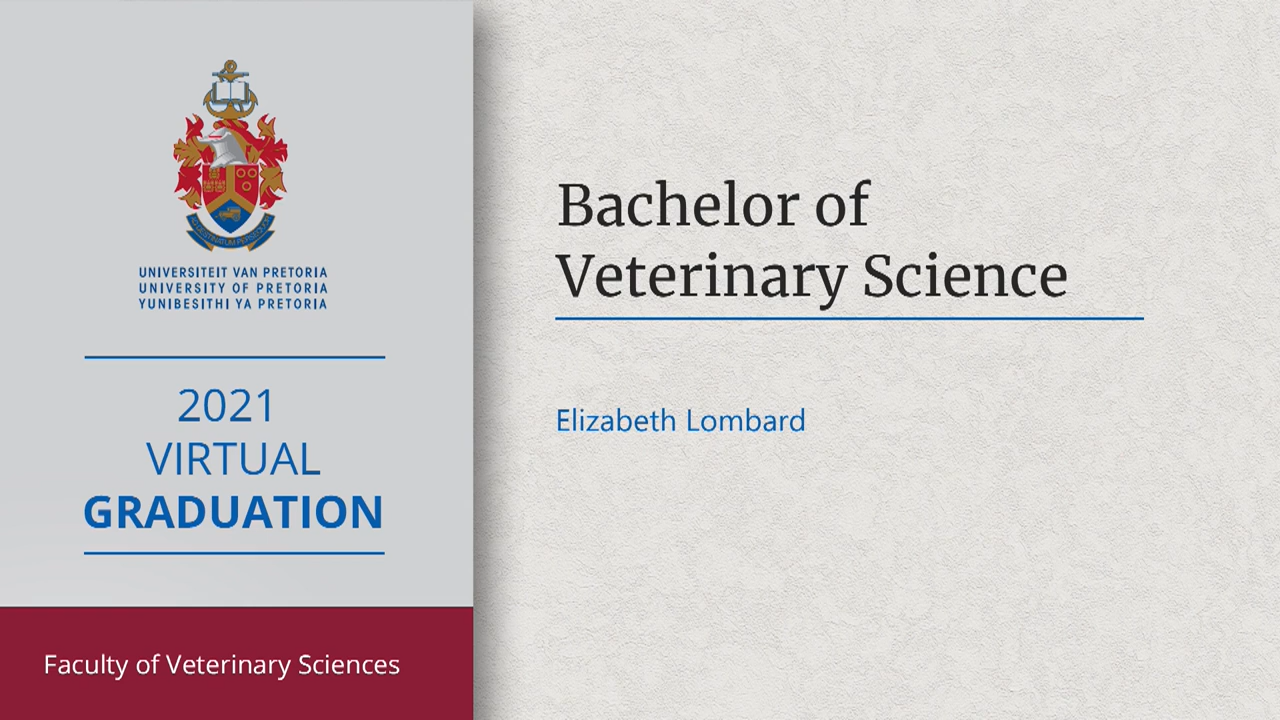 UNIVERSITEIT VAN PRETORIA
UNIVERSITY OF PRETORIA
YUNIBESITHI YA PRETORIA
2021
VIRTUAL
GRADUATION
Faculty of Veterinary Sciences
Bachelor of
Veterinary Science
Elizabeth Lombard